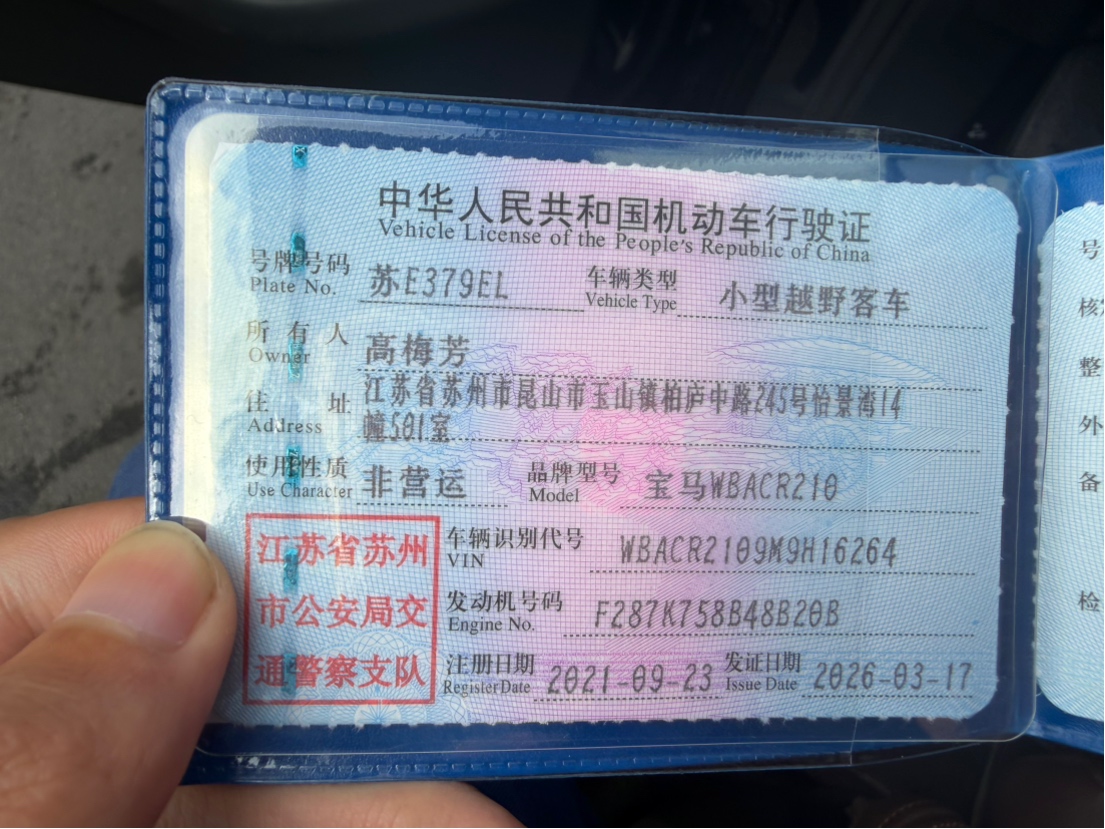 中华人民共和国机动车行驶证
Vehicle License of the People's Republic of China
号牌号码 苏E379EL 车辆类型 小型越野客车
Plate No. Vehicle Type
所有人 高梅芳
Owner
住址 江苏省苏州市昆山市玉山镇柏庐中路245号怡景湾14
Address 幢501室
使用性质 非营运 品牌型号 宝马WBACR210
Use Character Model
江苏省苏州
市公安局交
通警察支队
车辆识别代号 WBACR2109M9H16264
VIN
发动机号码 F287K758B48B20B
Engine No.
注册日期 2021-09-23 发证日期 2026-03-17
Register Date Issue Date
号
核
整
外
备
检